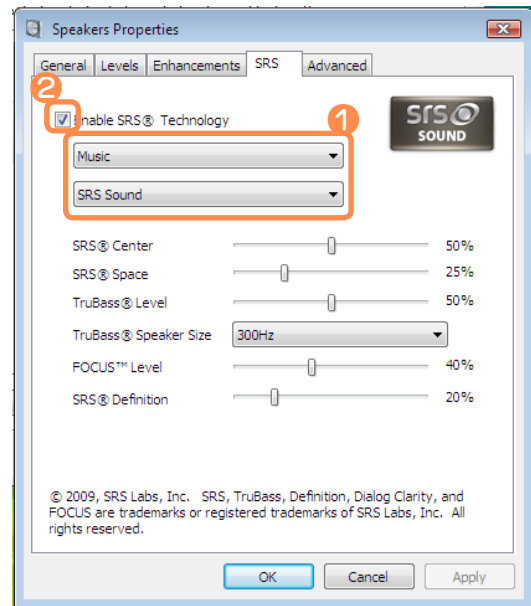 Speakers Properties
General Levels Enhancements SRS Advanced
2
Enable SRS® Technology
1
SRS
SOUND
Music
SRS Sound
SRS® Center 50%
SRS® Space 25%
TruBass® Level 50%
TruBass® Speaker Size 300Hz
FOCUS™ Level 40%
SRS® Definition 20%
© 2009, SRS Labs, Inc. SRS, TruBass, Definition, Dialog Clarity, and
FOCUS are trademarks or registered trademarks of SRS Labs, Inc. All
rights reserved.
OK Cancel Apply